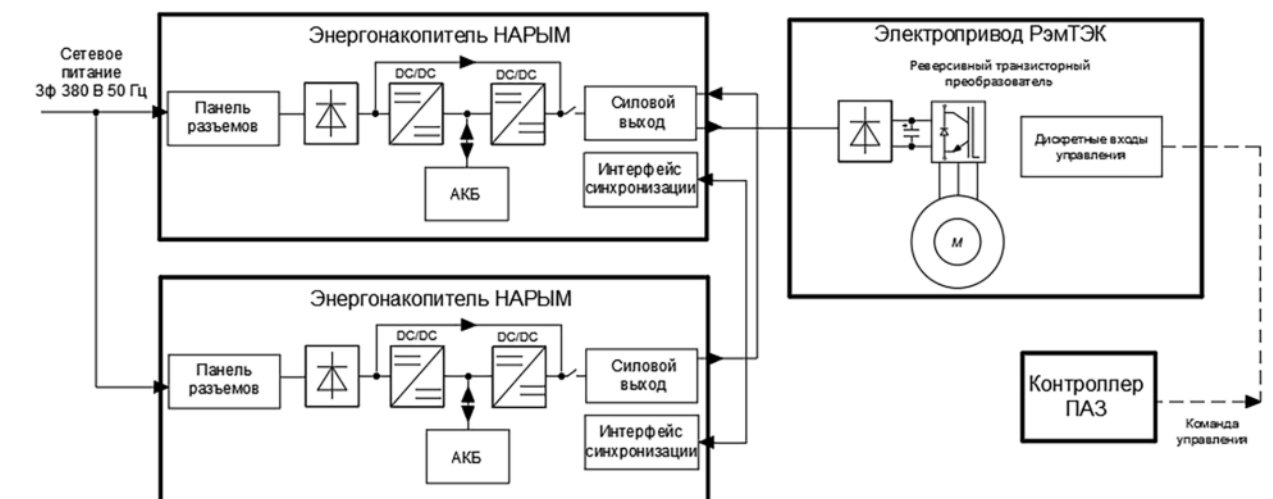 Сетевое
питание
3ф 380 В 50 Гц
Энергонакопитель НАРЫМ
Панель
разъемов
DC/DC
DC/DC
АКБ
Силовой
выход
Интерфейс
синхронизации
Энергонакопитель НАРЫМ
Панель
разъемов
DC/DC
DC/DC
АКБ
Силовой
выход
Интерфейс
синхронизации
Электропривод РэмТЭК
Реверсивный транзисторный
преобразователь
М
Дискретные входы
управления
Контроллер
ПАЗ
Команда
управления